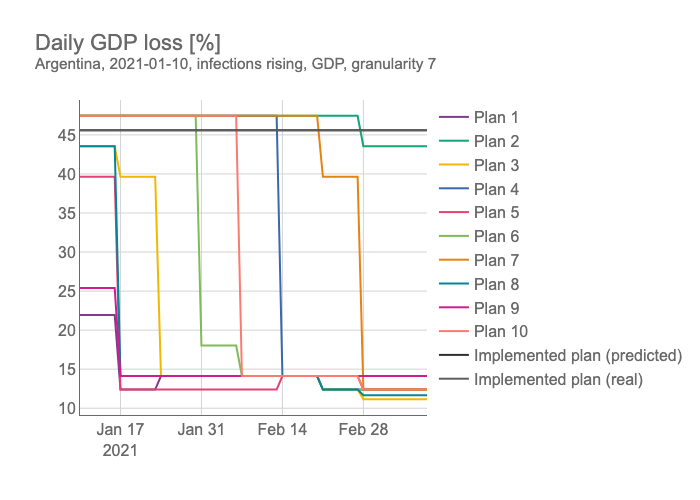 Daily GDP loss [%]
Argentina, 2021-01-10, infections rising, GDP, granularity 7
45
40
35
30
25
20
15
10
Jan 17
2021
Jan 31
Feb 14
Feb 28
Plan 1
Plan 2
Plan 3
Plan 4
Plan 5
Plan 6
Plan 7
Plan 8
Plan 9
Plan 10
Implemented plan (predicted)
Implemented plan (real)